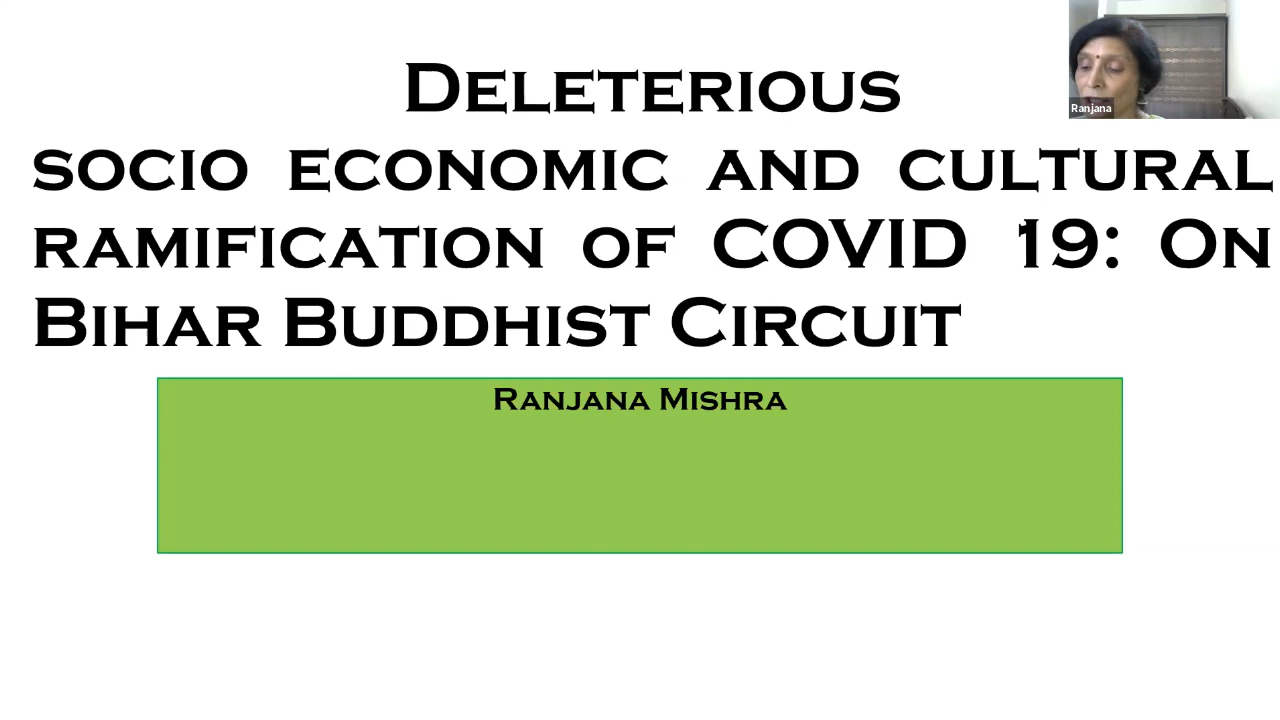 Deleterious
socio economic and cultural
ramification of COVID 19: On
Bihar Buddhist Circuit
Ranjana Mishra
Ranjana